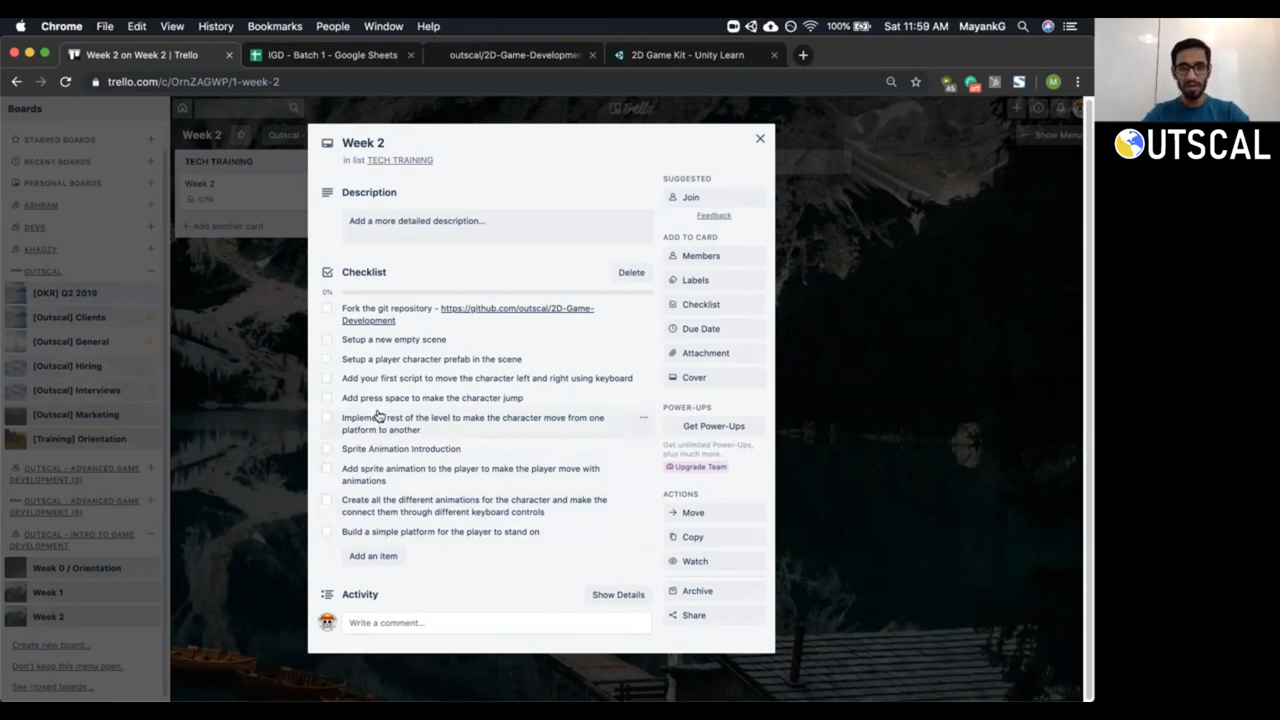 Chrome File Edit View History Bookmarks People Window Help 100% Sat 11:59 AM MayankG
Week 2 on Week 2 | Trello IGD - Batch 1 - Google Sheets outscal/2D-Game-Developmen 2D Game Kit - Unity Learn
trello.com/c/OrnZAGWP/1-week-2 45 off M
Boards Trello
Week 2 Outscal - Show Menu
STARRED BOARDS
RECENT BOARDS
PERSONAL BOARDS
ASHRAM
DEVS
KHADZY
OUTSCAL
[OKR] Q2 2019
[Outscal] Clients
[Outscal] General
[Outscal] Hiring
[Outscal] Interviews
[Outscal] Marketing
[Training] Orientation
OUTSCAL - ADVANCED GAME
DEVELOPMENT (3)
OUTSCAL - ADVANCED GAME
DEVELOPMENT (6)
OUTSCAL - INTRO TO GAME
DEVELOPMENT
Week 0 / Orientation
Week 1
Week 2
Create new board...
Don't keep this menu open.
See closed boards...
TECH TRAINING
Week 2
0/10
+ Add another card
Week 2
in list TECH TRAINING
Description
Add a more detailed description...
Checklist Delete
0%
Fork the git repository - https://github.com/outscal/2D-Game-
Development
Setup a new empty scene
Setup a player character prefab in the scene
Add your first script to move the character left and right using keyboard
Add press space to make the character jump
Implement rest of the level to make the character move from one
platform to another
Sprite Animation Introduction
Add sprite animation to the player to make the player move with
animations
Create all the different animations for the character and make the
connect them through different keyboard controls
Build a simple platform for the player to stand on
Add an item
Activity Show Details
Write a comment...
SUGGESTED
Join
Feedback
ADD TO CARD
Members
Labels
Checklist
Due Date
Attachment
Cover
POWER-UPS
Get Power-Ups
Get unlimited Power-Ups,
plus much more.
Upgrade Team
ACTIONS
Move
Copy
Watch
Archive
Share
OUTSCAL